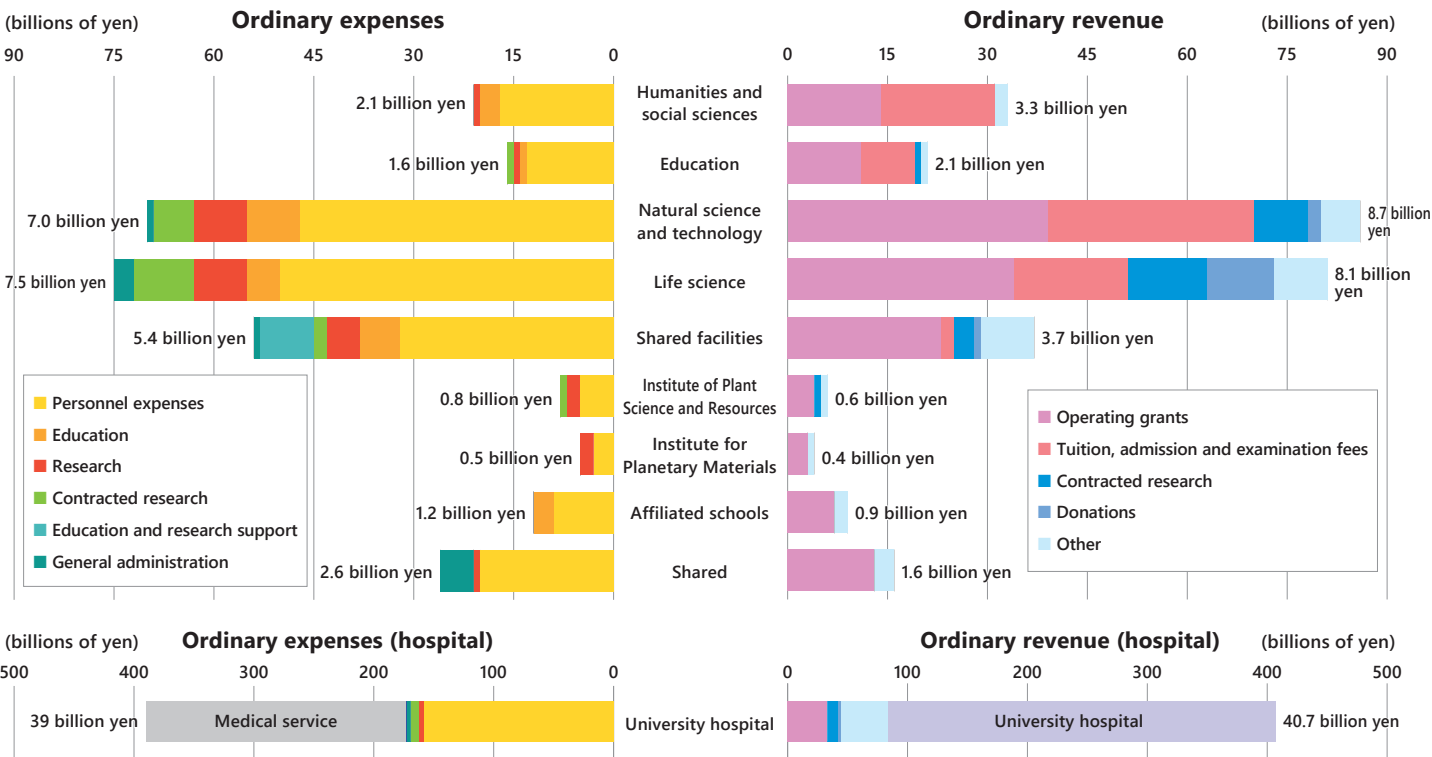 (billions of yen)
Ordinary expenses
90 75 60 45 30 15 0
Ordinary revenue
(billions of yen)
0 15 30 45 60 75 90
2.1 billion yen
Humanities and
social sciences
3.3 billion yen
1.6 billion yen
Education
2.1 billion yen
7.0 billion yen
Natural science
and technology
8.7 billion
yen
7.5 billion yen
Life science
8.1 billion
yen
5.4 billion yen
Shared facilities
3.7 billion yen
0.8 billion yen
Institute of Plant
Science and Resources
0.6 billion yen
0.5 billion yen
Institute for
Planetary Materials
0.4 billion yen
1.2 billion yen
Affiliated schools
0.9 billion yen
2.6 billion yen
Shared
1.6 billion yen
Personnel expenses
Education
Research
Contracted research
Education and research support
General administration
Operating grants
Tuition, admission and examination fees
Contracted research
Donations
Other
(billions of yen)
Ordinary expenses (hospital)
500 400 300 200 100 0
Ordinary revenue (hospital)
(billions of yen)
0 100 200 300 400 500
39 billion yen
Medical service
University hospital
University hospital
40.7 billion yen